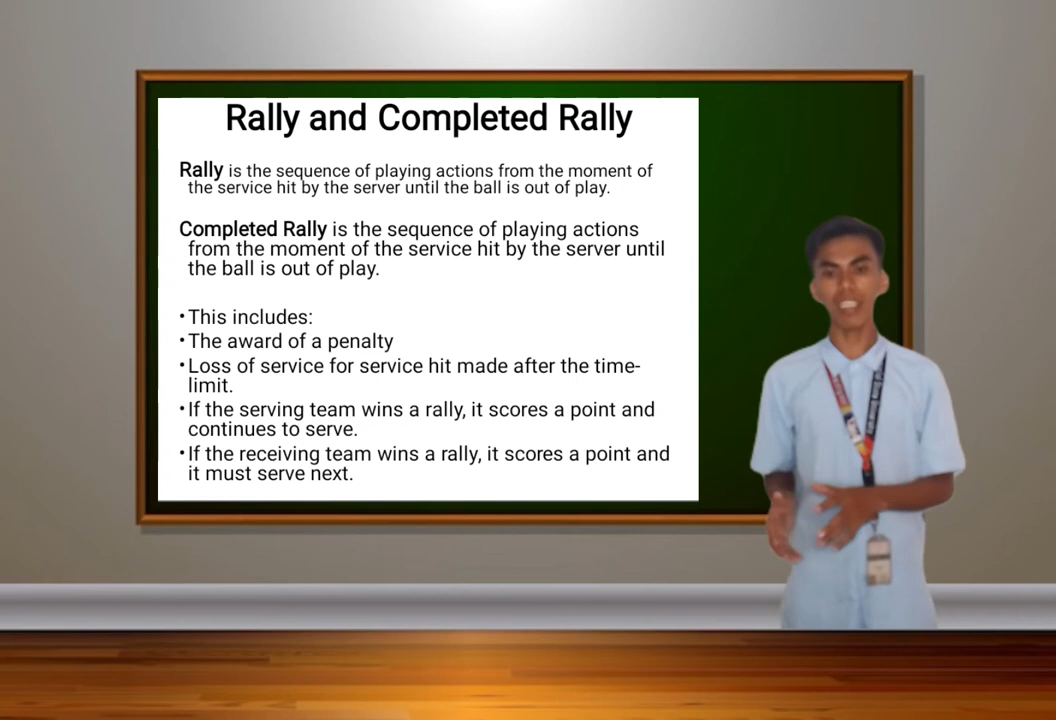 Rally and Completed Rally
Rally is the sequence of playing actions from the moment of
the service hit by the server until the ball is out of play.
Completed Rally is the sequence of playing actions
from the moment of the service hit by the server until
the ball is out of play.
•This includes:
•The award of a penalty
•Loss of service for service hit made after the time-
limit.
•If the serving team wins a rally, it scores a point and
continues to serve.
•If the receiving team wins a rally, it scores a point and
it must serve next.